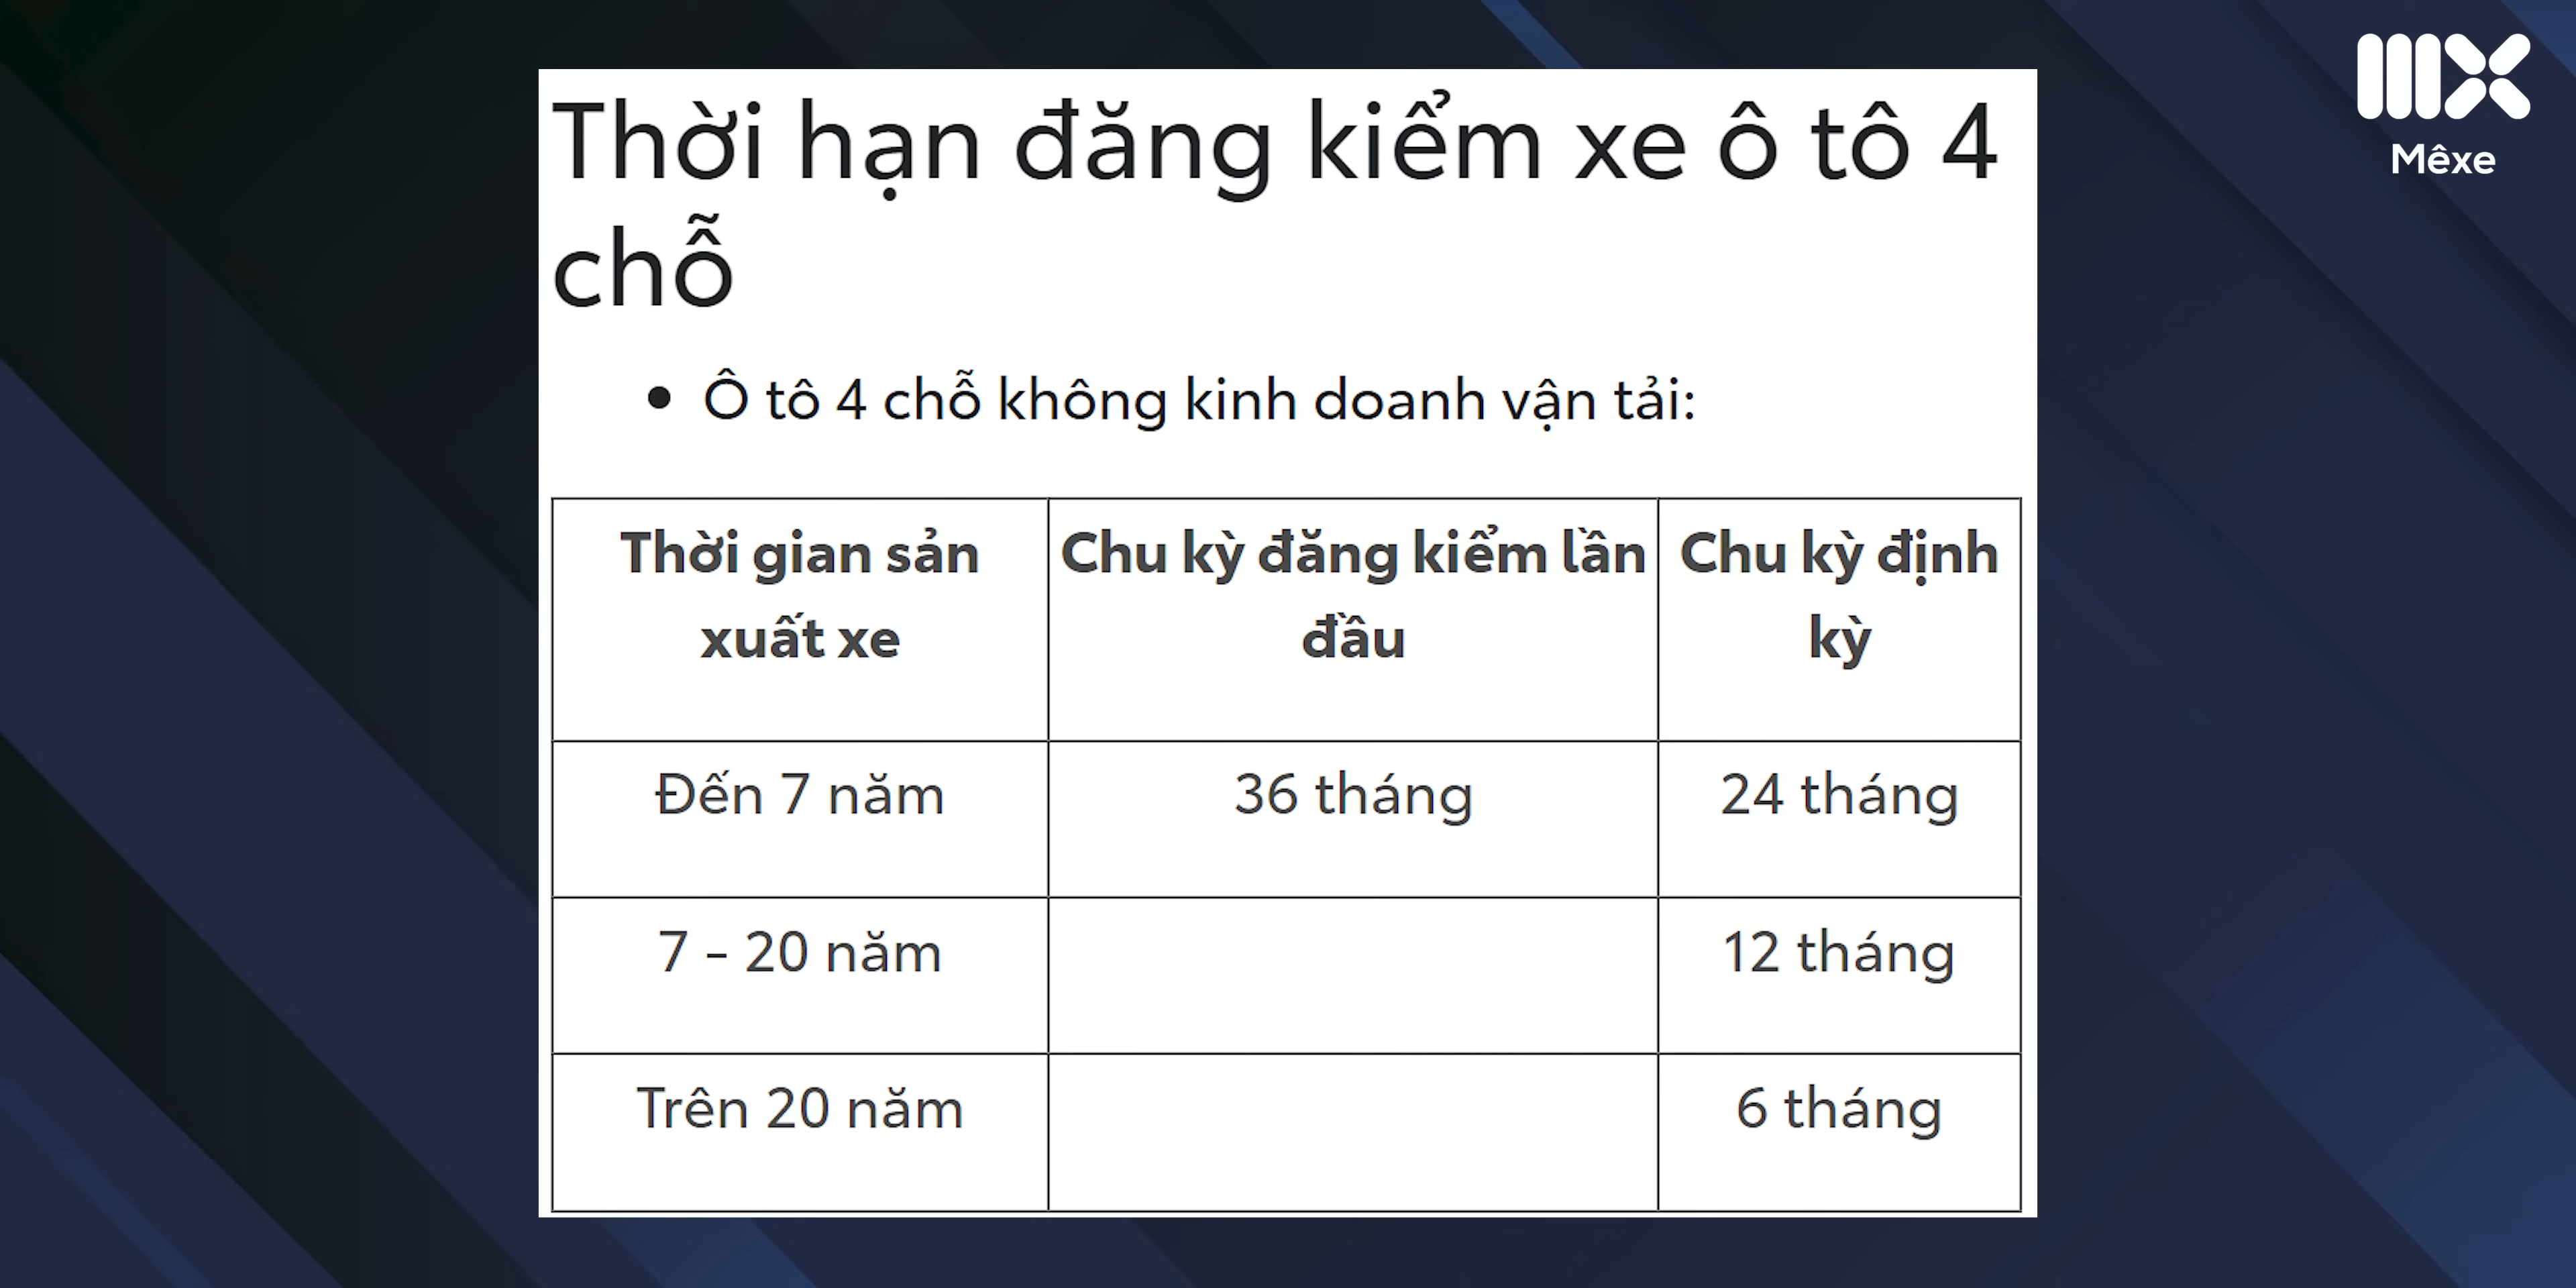 Mêxe
Thời hạn đăng kiểm xe ô tô 4
chỗ
• Ô tô 4 chỗ không kinh doanh vận tải:
Thời gian sản
xuất xe
Chu kỳ đăng kiểm lần
đầu
Chu kỳ định
kỳ
Đến 7 năm
36 tháng
24 tháng
7 - 20 năm
12 tháng
Trên 20 năm
6 tháng